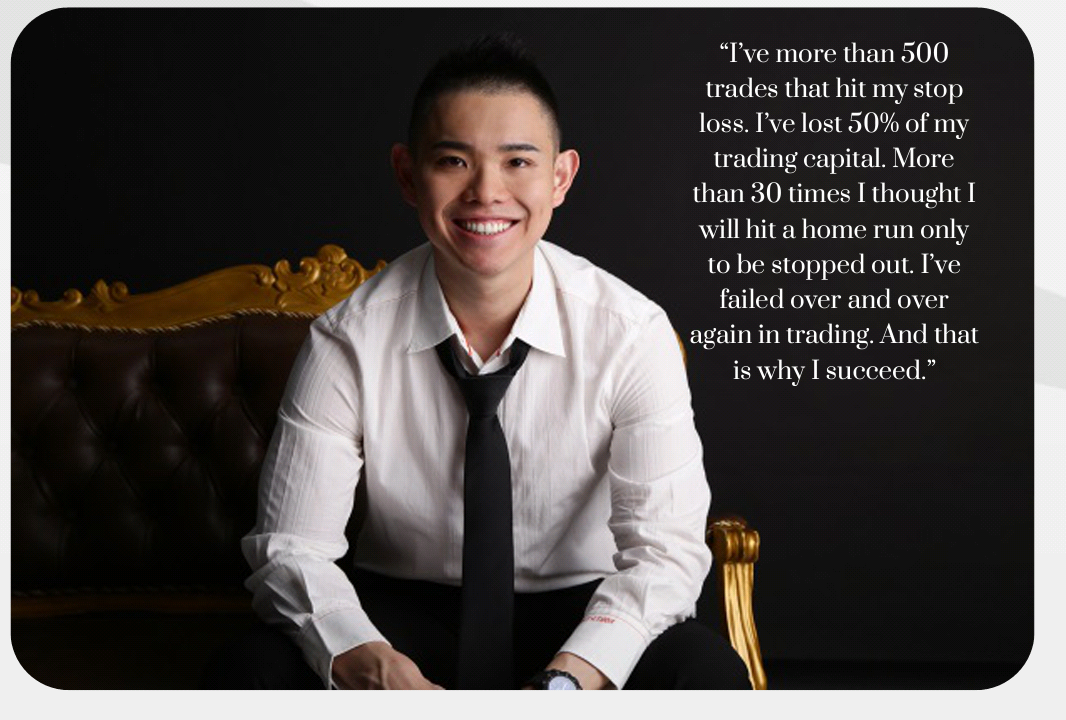 “I’ve more than 500
trades that hit my stop
loss. I’ve lost 50% of my
trading capital. More
than 30 times I thought I
will hit a home run only
to be stopped out. I’ve
failed over and over
again in trading. And that
is why I succeed.”